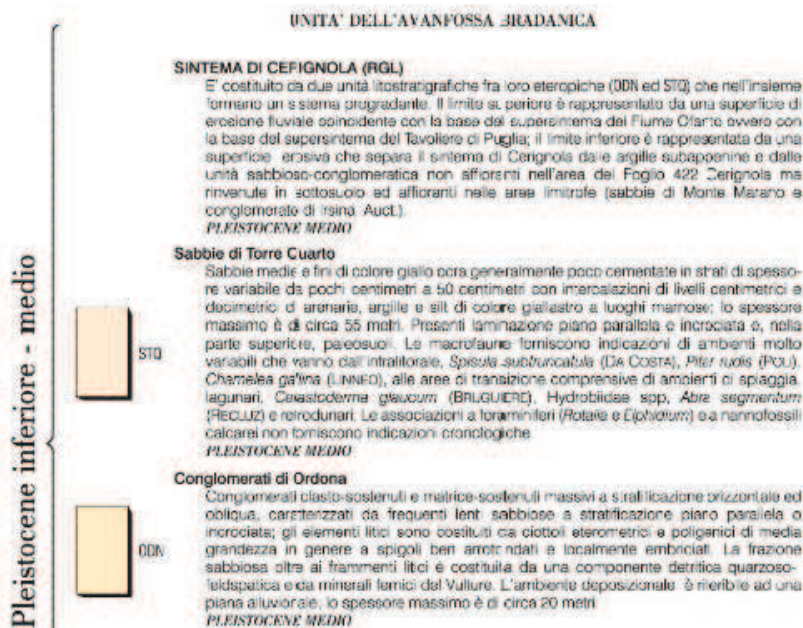 UNITA' DELL'AVANFOSSA BRADANICA
SINTEMA DI CERIGNOLA (RGL)
E' costituito da due unità litostratigrafiche fra loro eteropiche (ODN ed STQ) che nell'insieme
formano un sistema progradante. Il limite superiore è rappresentato da una superficie di
erosione fluviale coincidente con la base del supersintema del Fiume Ofanto ovvero con
la base del supersintema del Tavoliere di Puglia; il limite inferiore è rappresentata da una
superficie erosiva che separa il sintema di Cerignola dalle argille subappennine e dalle
unità sabbioso-conglomeratica non affioranti nell'area del Foglio 422 Cerignola ma
rinvenute in sottosuolo ed affioranti nelle aree limitrofe (sabbie di Monte Marano e
conglomerato di Irsina Auct.).
PLEISTOCENE MEDIO
Sabbie di Torre Quarto
Sabbie medie e fini di colore giallo ocra generalmente poco cementate in strati di spesso-
re variabile da pochi centimetri a 50 centimetri con intercalazioni di livelli centimetrici e
decimetrici di arenarie, argille e silt di colore giallastro a luoghi marnose; lo spessore
massimo è di circa 55 metri. Presenti laminazione piano parallela e incrociata e, nella
parte superiore, paleosuoli. Le macrofaune forniscono indicazioni di ambienti molto
variabili che vanno dall'infralitorale, Spisula subtruncatula (DA COSTA), Pitar rudis (POLI),
Chamelea gallina (LINNEO), alle aree di transizione comprensive di ambienti di spiaggia,
lagunari, Cerastoderma glaucum (BRUGUIERE), Hydrobiidae spp, Abra segmentum
(RECLUZ) e retrodunari. Le associazioni a foraminiferi (Rotalie e Elphidium) e a nannofossili
calcarei non forniscono indicazioni cronologiche
PLEISTOCENE MEDIO
STQ
Conglomerati di Ordona
Conglomerati clasto-sostenuti e matrice-sostenuti massivi a stratificazione orizzontale ed
obliqua, caratterizzati da frequenti lenti sabbiose a stratificazione piano parallela o
incrociata; gli elementi litici sono costituiti da ciottoli eterometrici e poligenici di media
grandezza in genere a spigoli ben arrotondati e localmente embriciati. La frazione
sabbiosa oltre ai frammenti litici è costituita da una componente detritica quarzoso-
feldspatica e da minerali femici del Vulture. L'ambiente deposizionale è riferibile ad una
piana alluvionale; lo spessore massimo è di circa 20 metri
PLEISTOCENE MEDIO
ODN
Pleistocene inferiore - medio